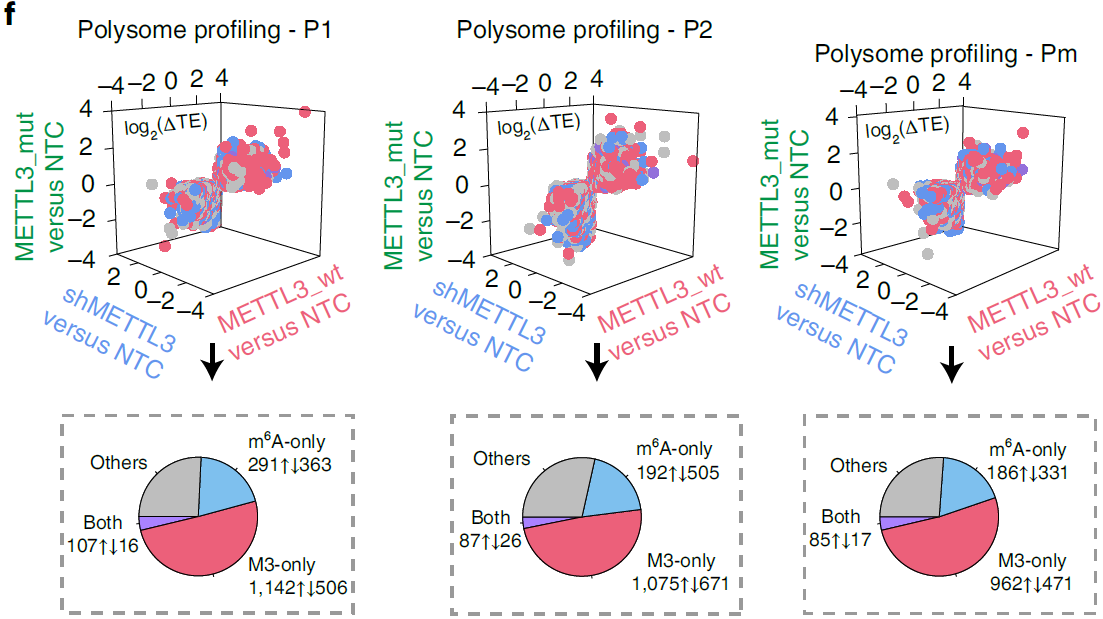 f
Polysome profiling - P1
–4 –2 0 2 4
log2(ΔTE)
4
2
0
–2
–4
METTL3_mut
versus NTC
2
0
–2
–4
shMETTL3
versus NTC
METTL3_wt
versus NTC
Others
m⁶A-only
291↑↓363
Both
107↑↓16
M3-only
1,142↑↓506
Polysome profiling - P2
–4 –2 0 2 4
log2(ΔTE)
4
2
0
–2
–4
METTL3_mut
versus NTC
2
0
–2
–4
shMETTL3
versus NTC
METTL3_wt
versus NTC
Others
m⁶A-only
192↑↓505
Both
87↑↓26
M3-only
1,075↑↓671
Polysome profiling - Pm
–4 –2 0 2 4
log2(ΔTE)
4
2
0
–2
–4
METTL3_mut
versus NTC
2
0
–2
–4
shMETTL3
versus NTC
METTL3_wt
versus NTC
Others
m⁶A-only
186↑↓331
Both
85↑↓17
M3-only
962↑↓471